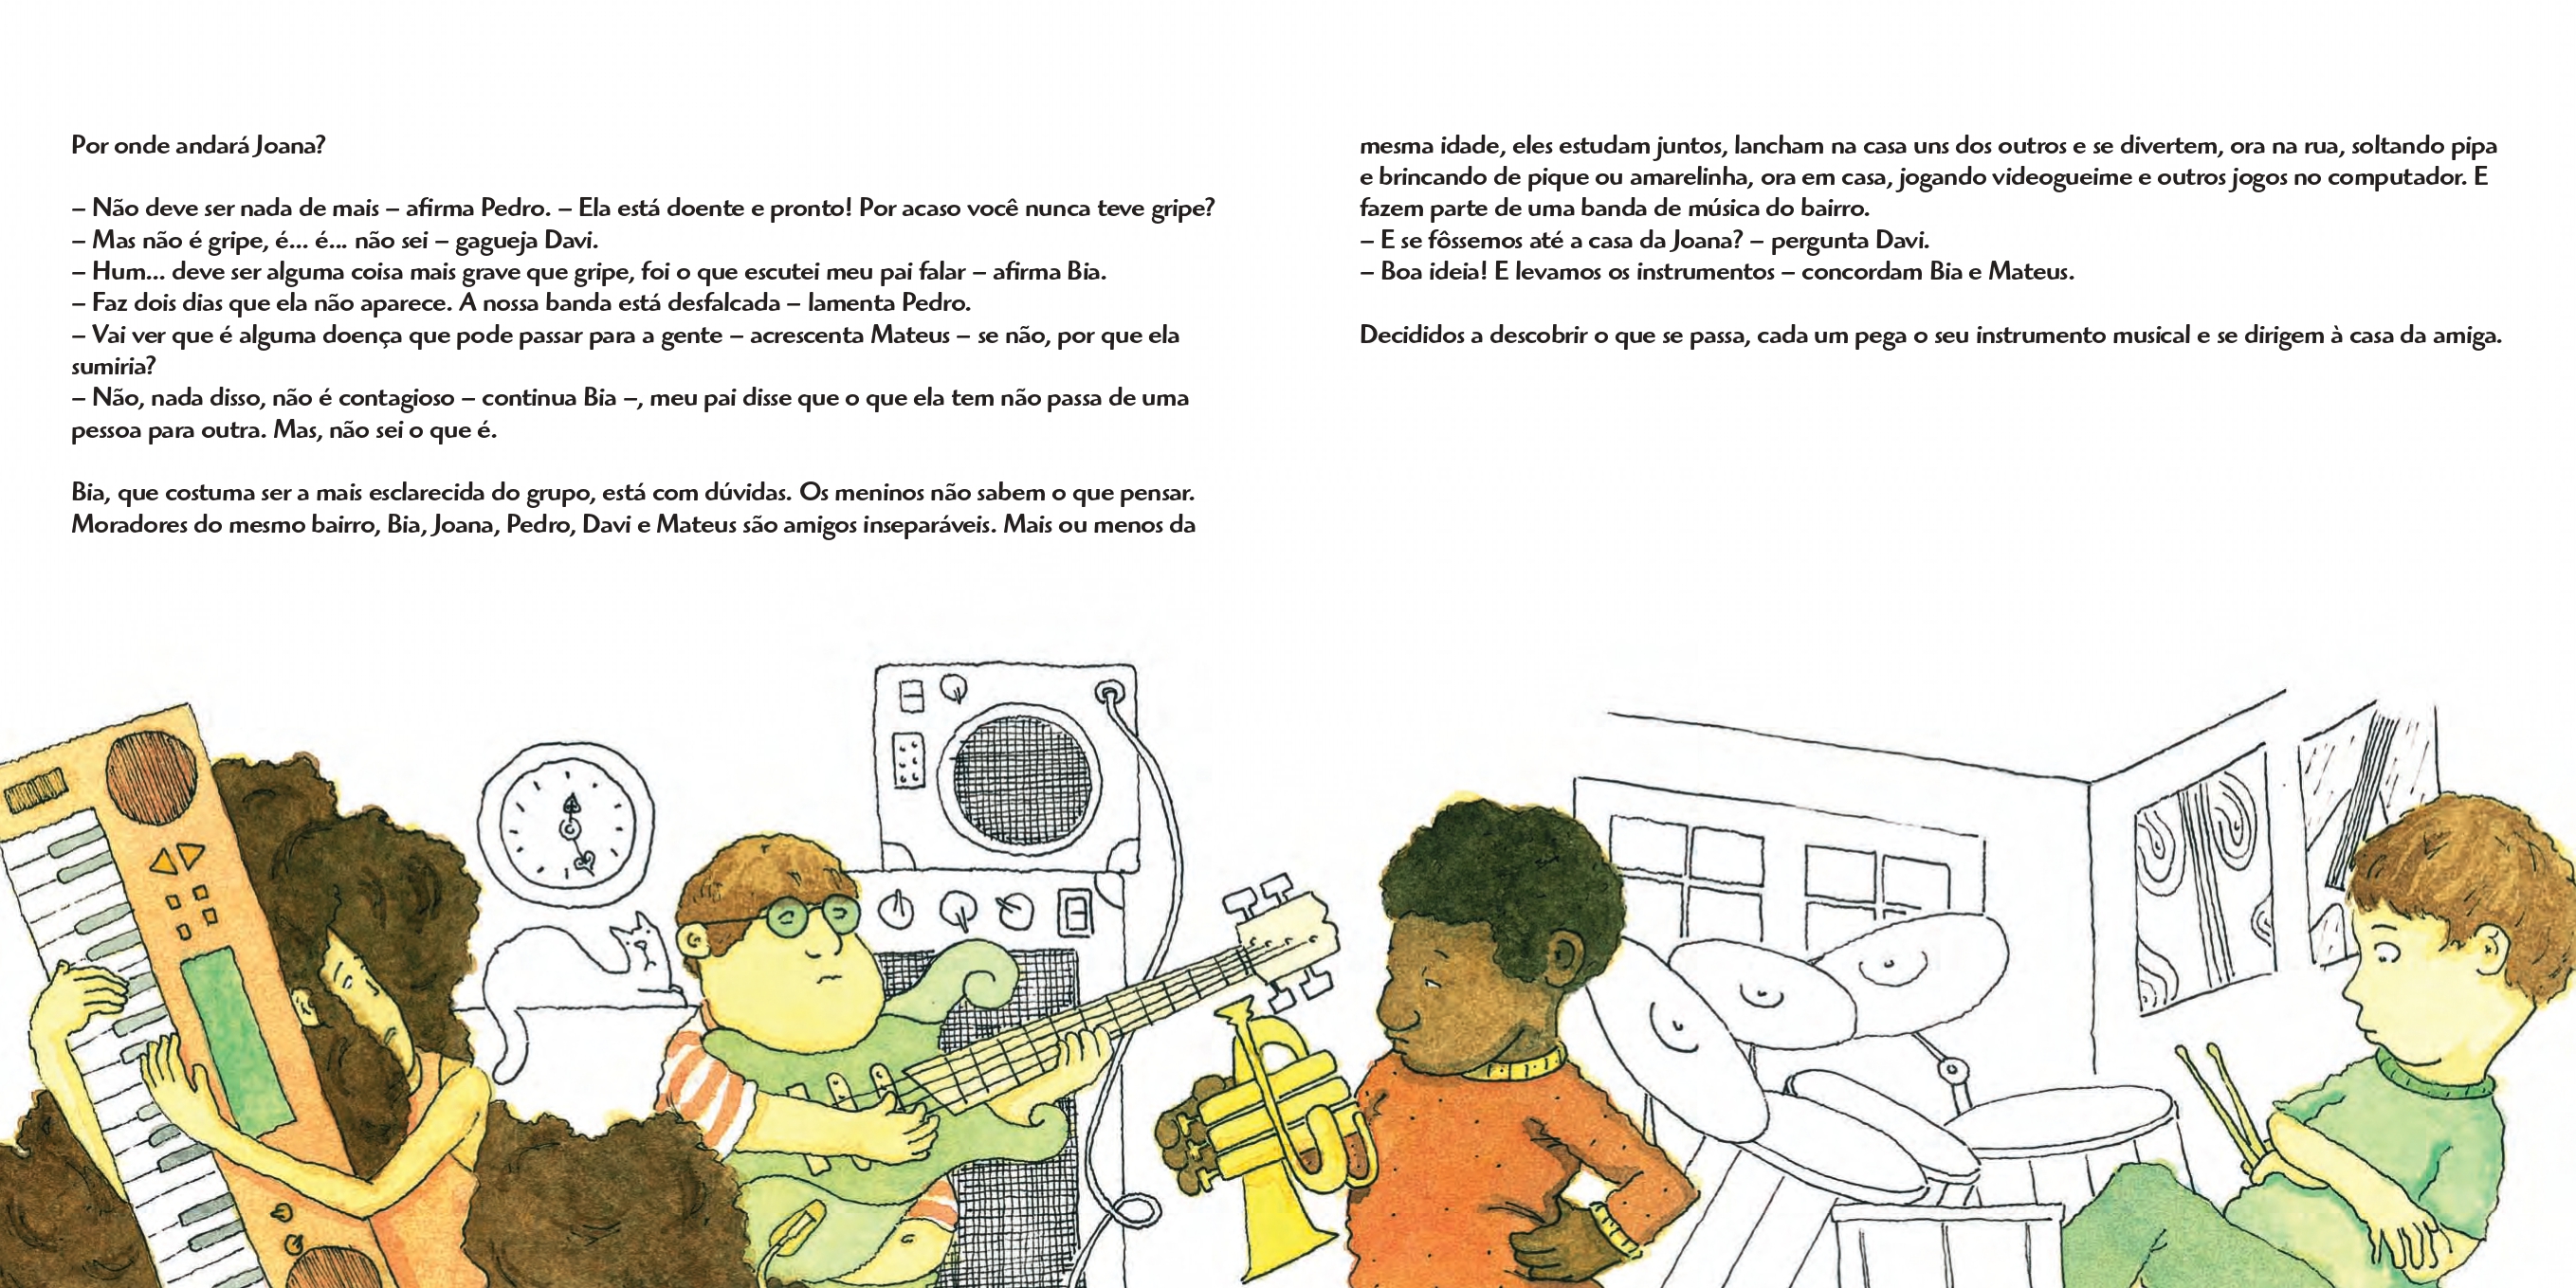 Por onde andará Joana?
– Não deve ser nada de mais – afirma Pedro. – Ela está doente e pronto! Por acaso você nunca teve gripe?
– Mas não é gripe, é... é... não sei – gagueja Davi.
– Hum... deve ser alguma coisa mais grave que gripe, foi o que escutei meu pai falar – afirma Bia.
– Faz dois dias que ela não aparece. A nossa banda está desfalcada – lamenta Pedro.
– Vai ver que é alguma doença que pode passar para a gente – acrescenta Mateus – se não, por que ela
sumiria?
– Não, nada disso, não é contagioso – continua Bia –, meu pai disse que o que ela tem não passa de uma
pessoa para outra. Mas, não sei o que é.
Bia, que costuma ser a mais esclarecida do grupo, está com dúvidas. Os meninos não sabem o que pensar.
Moradores do mesmo bairro, Bia, Joana, Pedro, Davi e Mateus são amigos inseparáveis. Mais ou menos da
mesma idade, eles estudam juntos, lancham na casa uns dos outros e se divertem, ora na rua, soltando pipa
e brincando de pique ou amarelinha, ora em casa, jogando videogueime e outros jogos no computador. E
fazem parte de uma banda de música do bairro.
– E se fôssemos até a casa da Joana? – pergunta Davi.
– Boa ideia! E levamos os instrumentos – concordam Bia e Mateus.
Decididos a descobrir o que se passa, cada um pega o seu instrumento musical e se dirigem à casa da amiga.